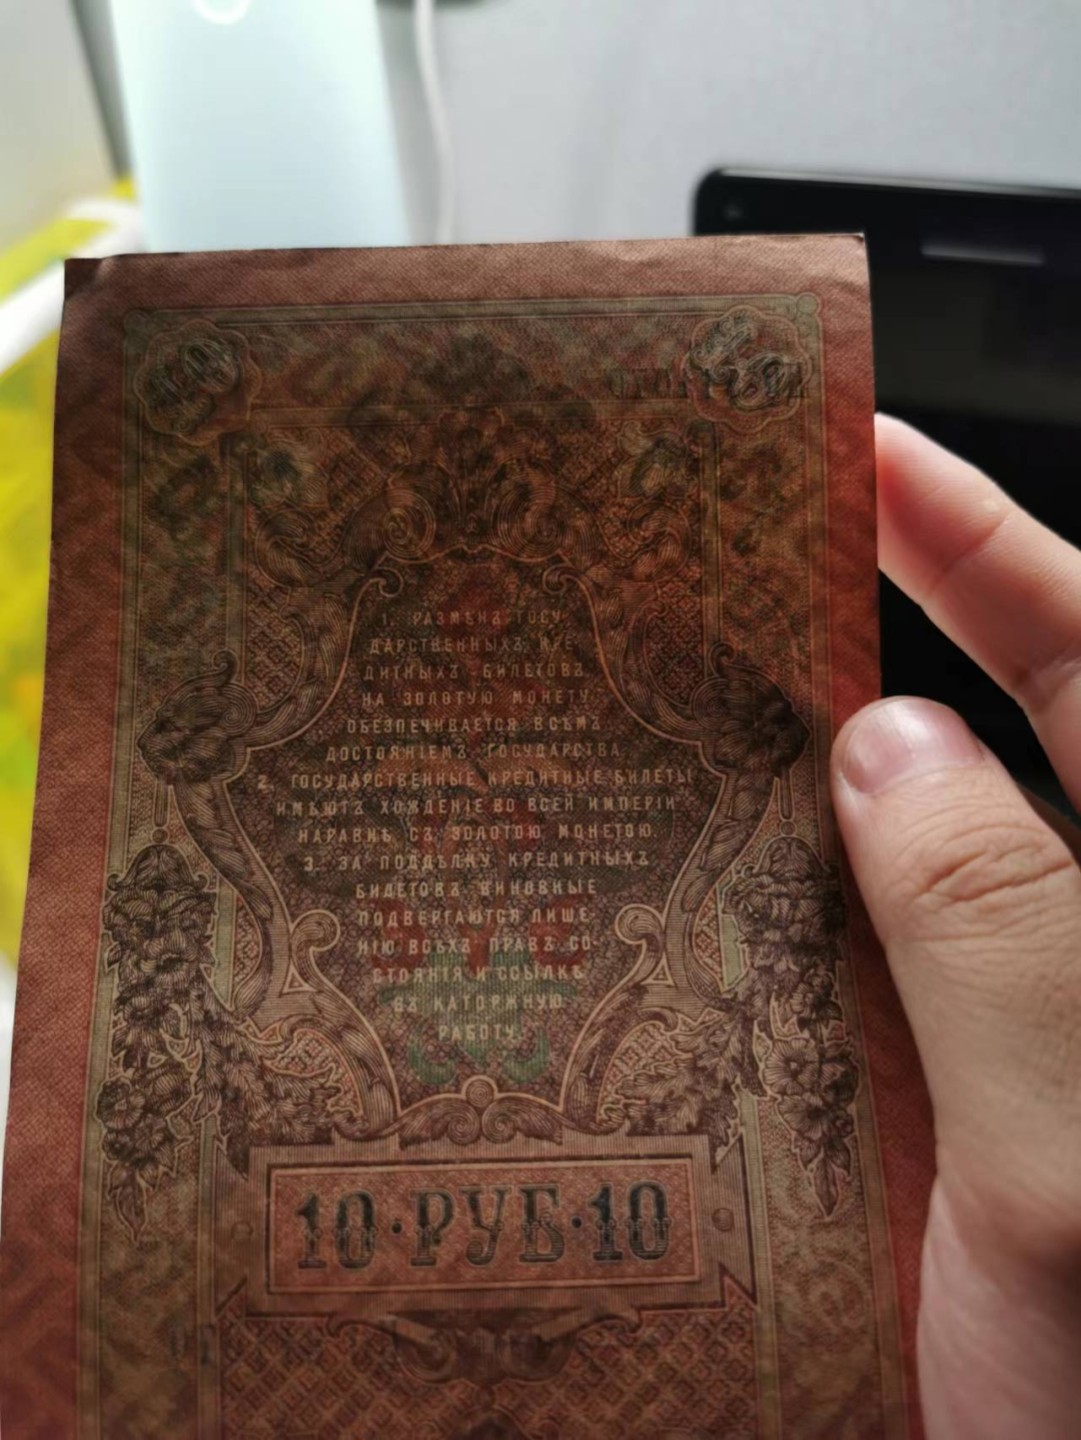 1. РАЗМѢНЪ ГОСУ-
ДАРСТВЕННЫХЪ КРЕ-
ДИТНЫХЪ БИЛЕТОВЪ
НА ЗОЛОТУЮ МОНЕТУ
ОБЕЗПЕЧИВАЕТСЯ ВСѢМЪ
ДОСТОЯНІЕМЪ ГОСУДАРСТВА.
2. ГОСУДАРСТВЕННЫЕ КРЕДИТНЫЕ БИЛЕТЫ
ИМѢЮТЪ ХОЖДЕНІЕ ВО ВСЕЙ ИМПЕРІИ
НАРАВНѢ СЪ ЗОЛОТОЮ МОНЕТОЮ.
3. ЗА ПОДДѢЛКУ КРЕДИТНЫХЪ
БИЛЕТОВЪ ВИНОВНЫЕ
ПОДВЕРГАЮТСЯ ЛИШЕ-
НІЮ ВСѢХЪ ПРАВЪ СО-
СТОЯНІЯ И ССЫЛКѢ
ВЪ КАТОРЖНУЮ
РАБОТУ.
10·РУБ·10